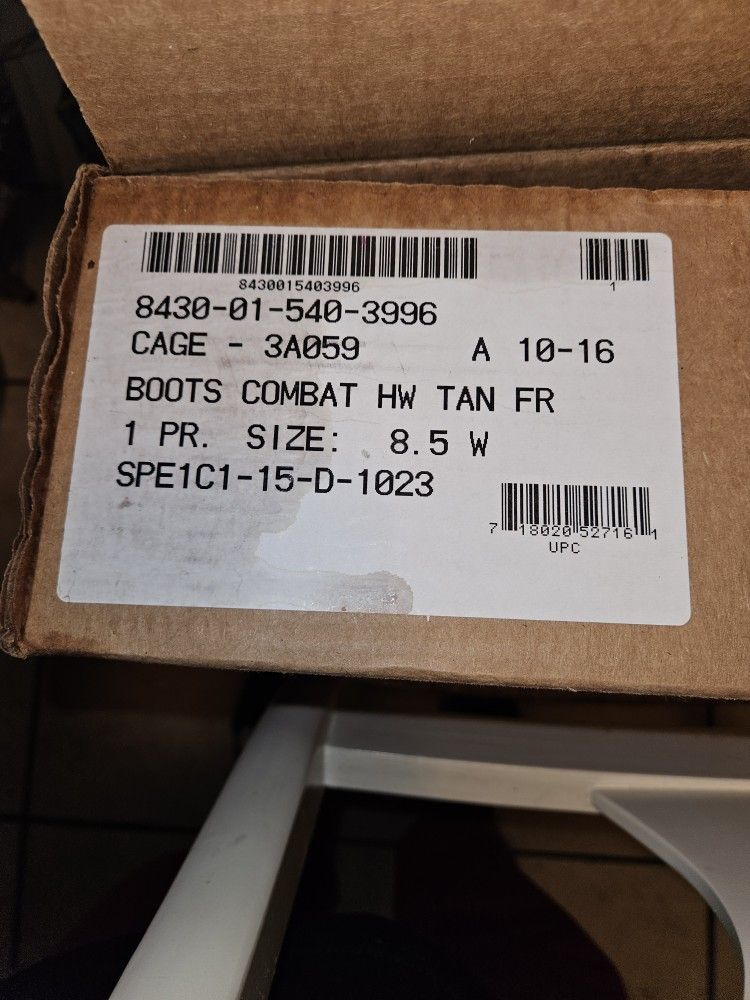 8430015403996
1
8430-01-540-3996
CAGE - 3A059 A 10-16
BOOTS COMBAT HW TAN FR
1 PR. SIZE: 8.5 W
SPE1C1-15-D-1023
7 18020 52716 1
UPC